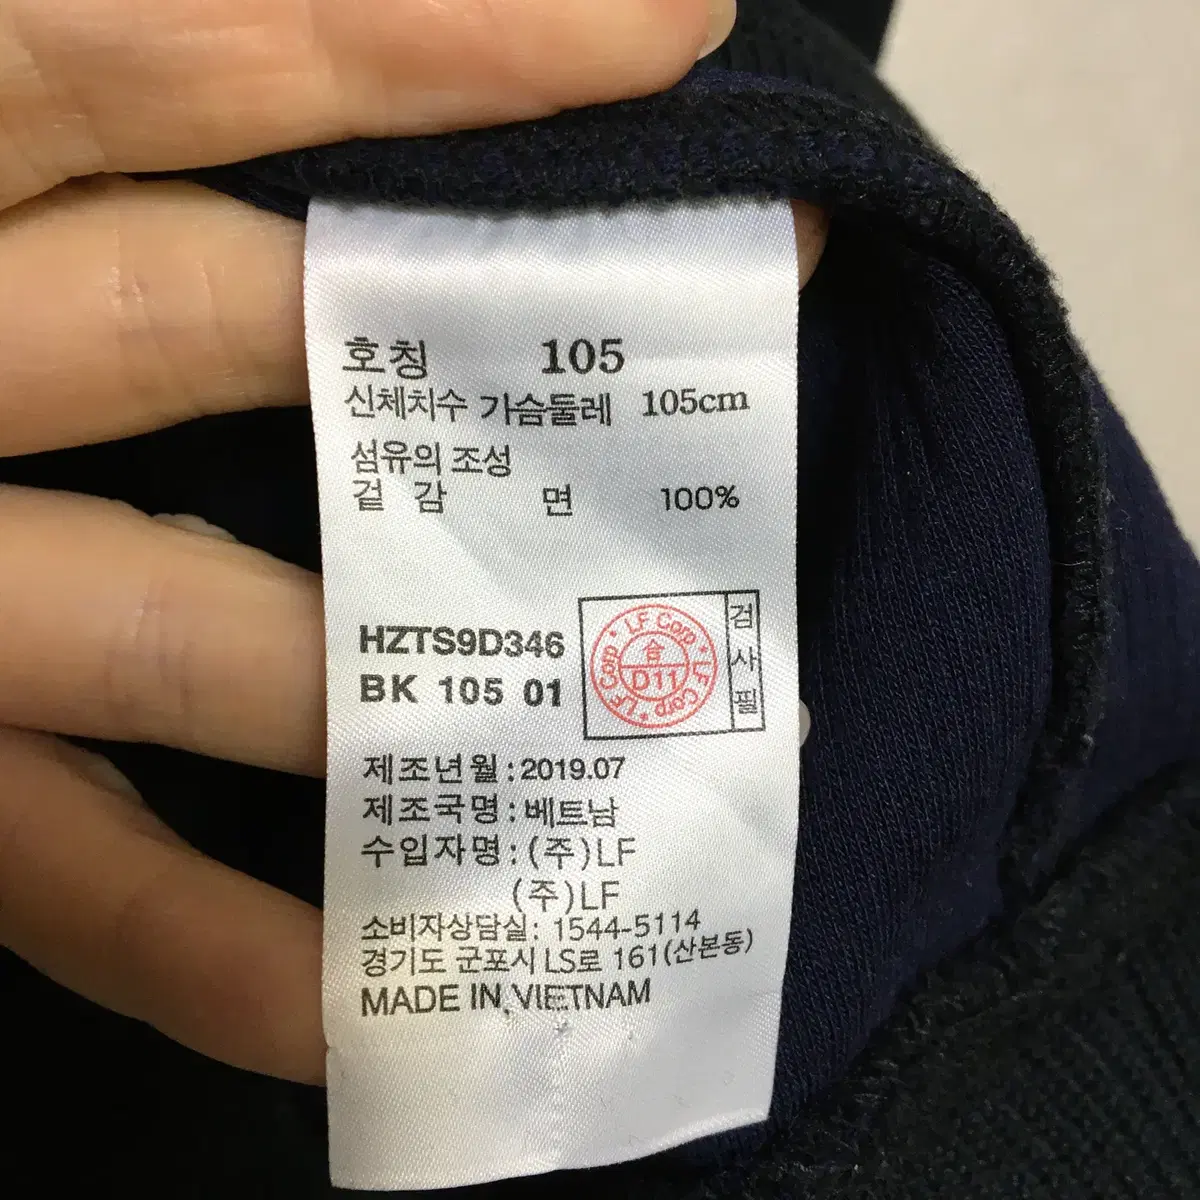 호칭 105
신체치수 가슴둘레 105cm
섬유의 조성
겉 감 면 100%
HZTS9D346
BK 105 01
LF Corp * LF Corp * LF Corp *
合
D11
검사필
제조년월:2019.07
제조국명:베트남
수입자명:(주)LF
(주)LF
소비자상담실: 1544-5114
경기도 군포시 LS로 161(산본동)
MADE IN VIETNAM